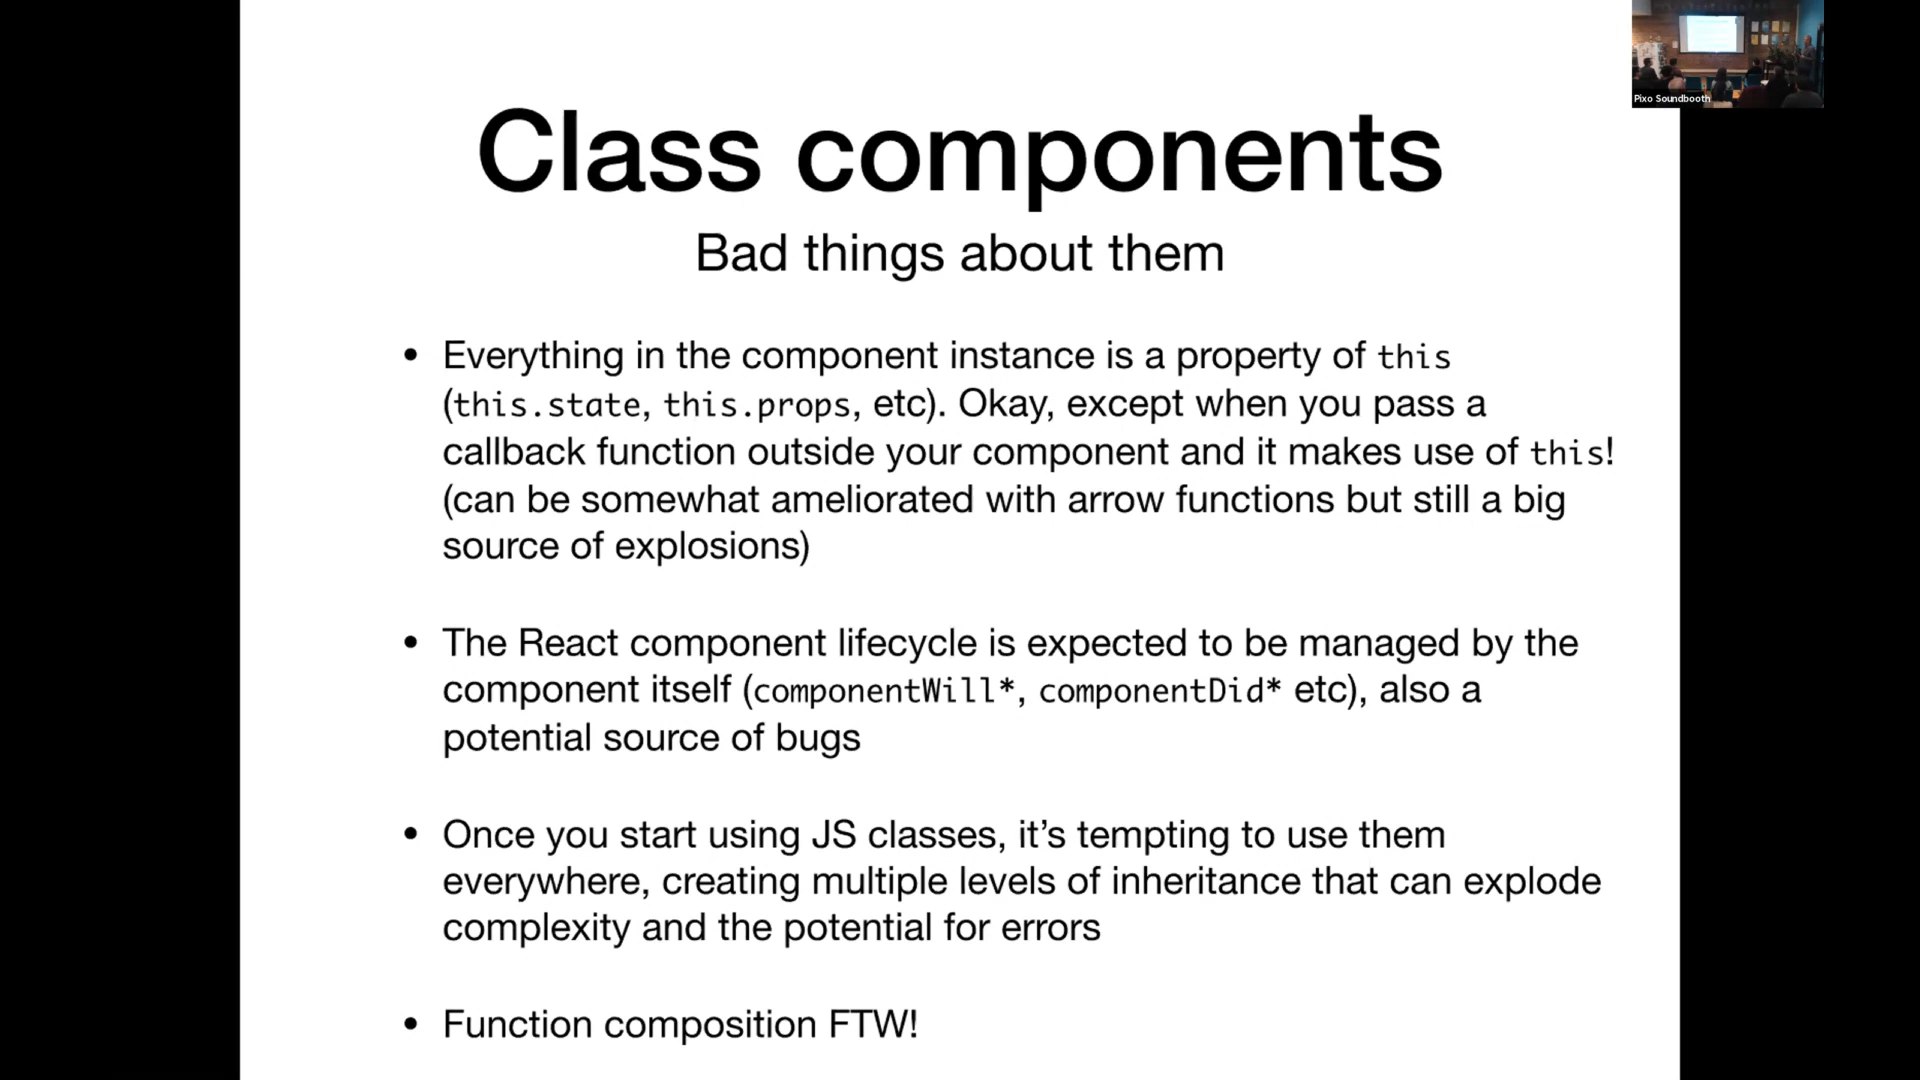 Pixo Soundbooth
Class components
Bad things about them
• Everything in the component instance is a property of this
(this.state, this.props, etc). Okay, except when you pass a
callback function outside your component and it makes use of this!
(can be somewhat ameliorated with arrow functions but still a big
source of explosions)
• The React component lifecycle is expected to be managed by the
component itself (componentWill*, componentDid* etc), also a
potential source of bugs
• Once you start using JS classes, it’s tempting to use them
everywhere, creating multiple levels of inheritance that can explode
complexity and the potential for errors
• Function composition FTW!